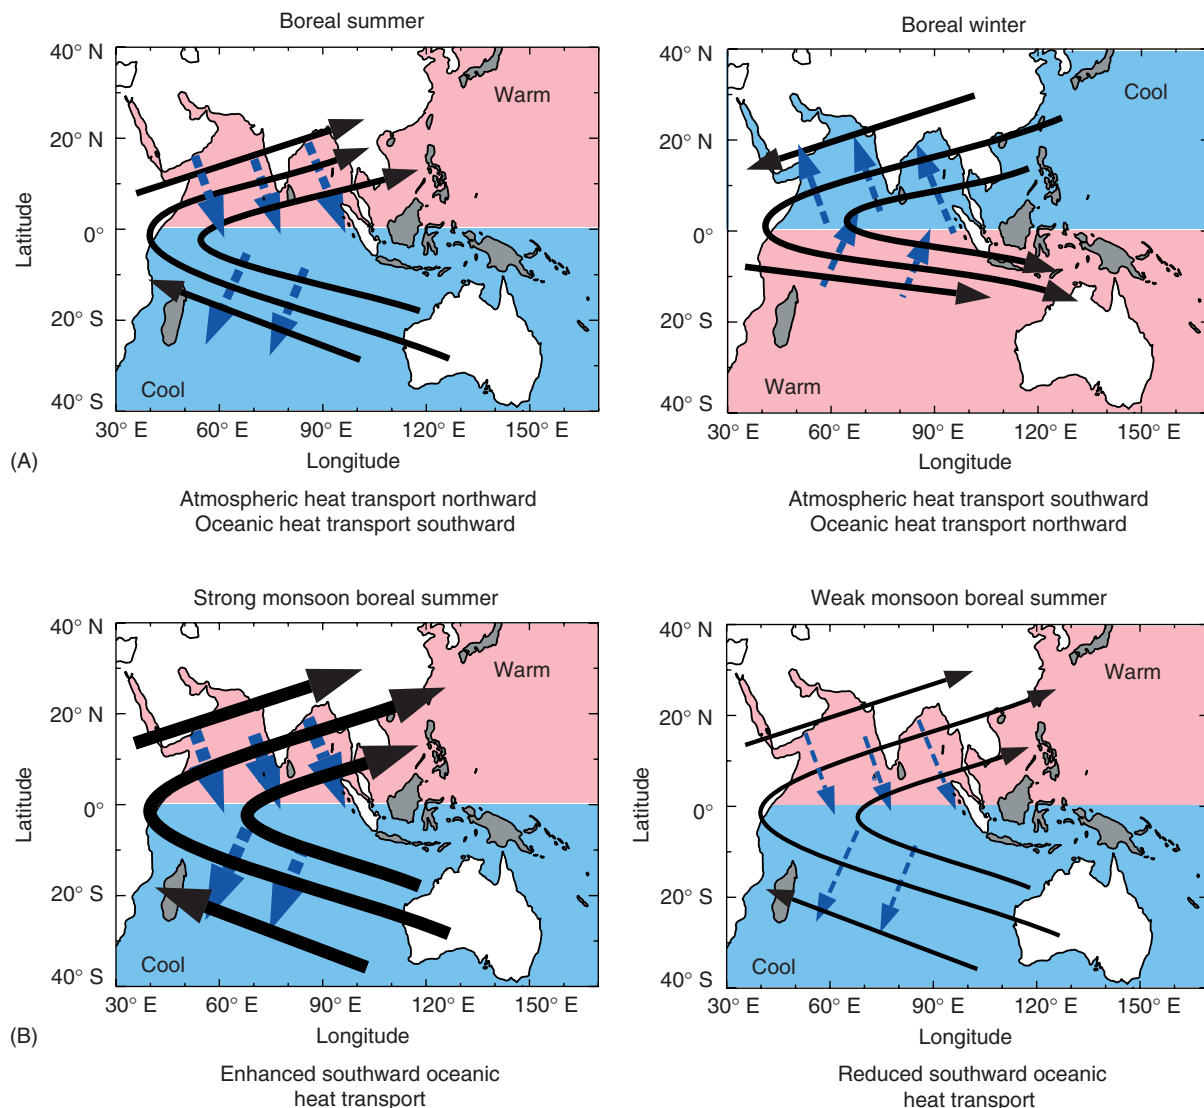 Boreal summer
40° N
20° N
0°
20° S
40° S
Latitude
Warm
Cool
30° E 60° E 90° E 120° E 150° E
Longitude
(A)
Atmospheric heat transport northward
Oceanic heat transport southward
Boreal winter
40° N
20° N
0°
20° S
40° S
Latitude
Cool
Warm
30° E 60° E 90° E 120° E 150° E
Longitude
Atmospheric heat transport southward
Oceanic heat transport northward
Strong monsoon boreal summer
40° N
20° N
0°
20° S
40° S
Latitude
Warm
Cool
30° E 60° E 90° E 120° E 150° E
Longitude
(B)
Enhanced southward oceanic
heat transport
Weak monsoon boreal summer
40° N
20° N
0°
20° S
40° S
Latitude
Warm
Cool
30° E 60° E 90° E 120° E 150° E
Longitude
Reduced southward oceanic
heat transport